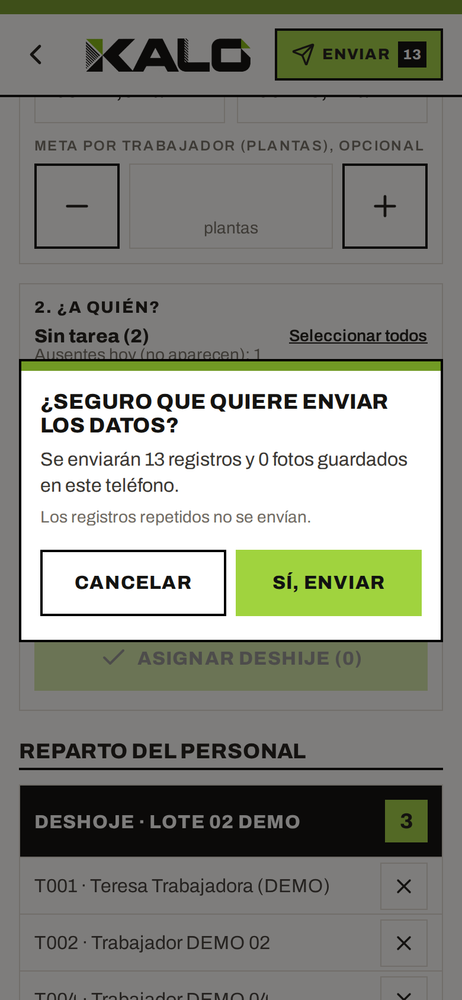 KALO
ENVIAR 13
META POR TRABAJADOR (PLANTAS), OPCIONAL
plantas
2. ¿A QUIÉN?
Sin tarea (2) Seleccionar todos
Ausentes hoy (no aparecen): 1
¿SEGURO QUE QUIERE ENVIAR
LOS DATOS?
Se enviarán 13 registros y 0 fotos guardados
en este teléfono.
Los registros repetidos no se envían.
CANCELAR SÍ, ENVIAR
ASIGNAR DESHIJE (0)
REPARTO DEL PERSONAL
DESHOJE · LOTE 02 DEMO 3
T001 · Teresa Trabajadora (DEMO)
T002 · Trabajador DEMO 02
T004 · Trabajador DEMO 04